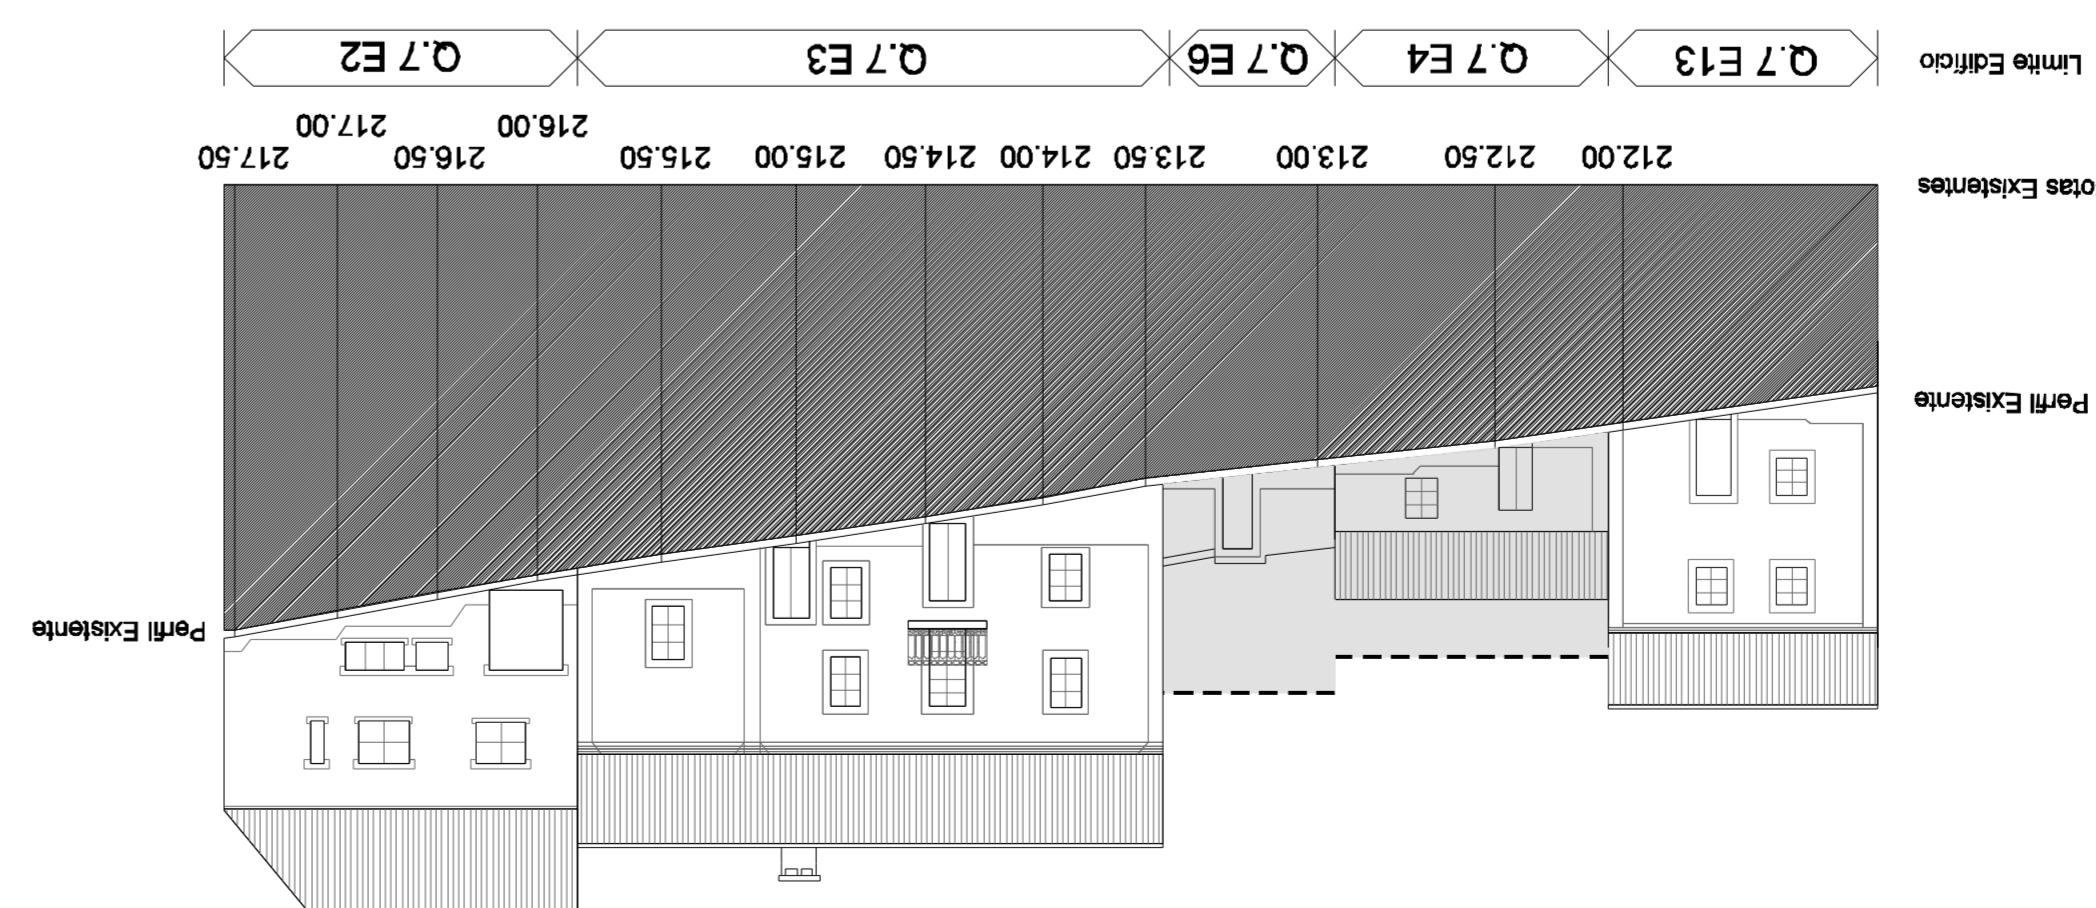 Perfil Existente
Perfil Existente
otas Existentes
212.00 212.50 213.00 213.50 214.00 214.50 215.00 215.50 216.50 217.50
216.00 217.00
Limite Edifício Q.7 E13 Q.7 E4 Q.7 E6 Q.7 E3 Q.7 E2